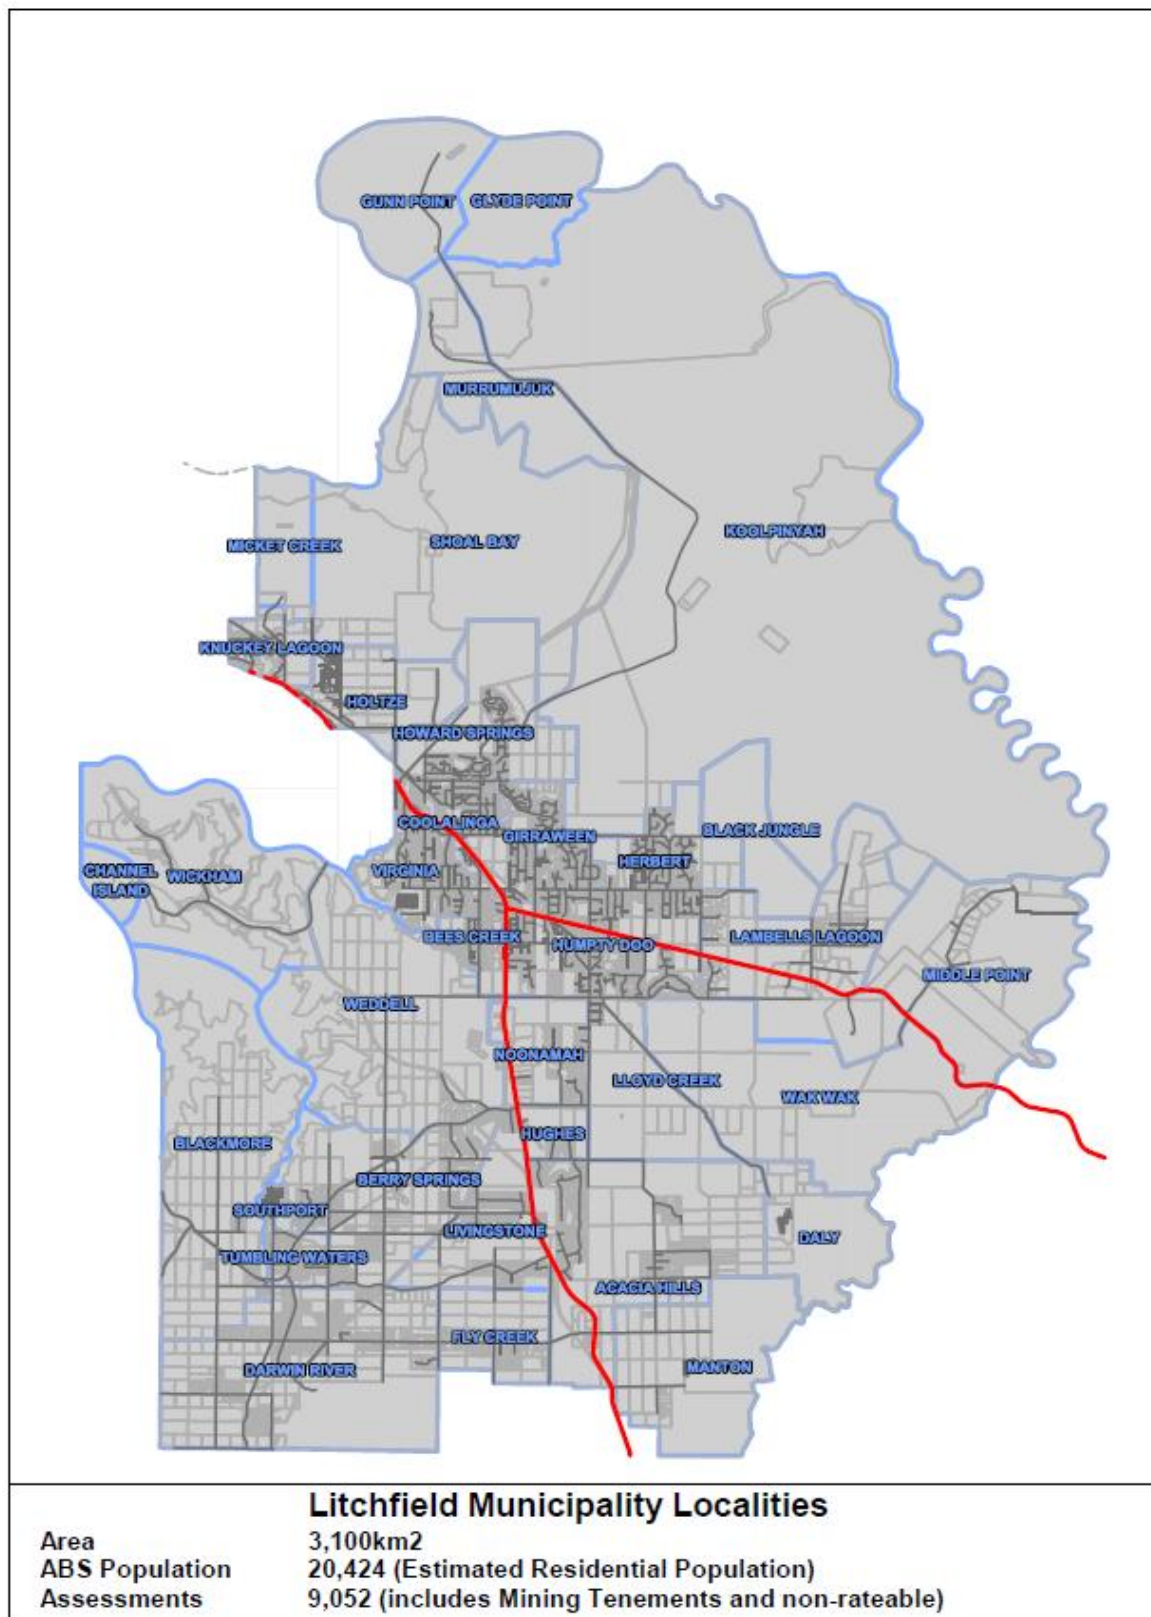 GUNN POINT
GLYDE POINT
MURRUMUJUK
KOOLPINYAH
SHOAL BAY
MICKET CREEK
KNUCKEY LAGOON
HOLTZE
HOWARD SPRINGS
COOLALINGA
GIRRAWEEN
BLACK JUNGLE
HERBERT
VIRGINIA
CHANNEL
ISLAND
WICKHAM
BEES CREEK
HUMPTY DOO
LAMBELLS LAGOON
MIDDLE POINT
WEDDELL
NOONAMAH
LLOYD CREEK
WAK WAK
HUGHES
BLACKMORE
BERRY SPRINGS
SOUTHPORT
LIVINGSTONE
DALY
TUMBLING WATERS
ACACIA HILLS
FLY CREEK
MANTON
DARWIN RIVER
Litchfield Municipality Localities
Area 3,100km2
ABS Population 20,424 (Estimated Residential Population)
Assessments 9,052 (includes Mining Tenements and non-rateable)